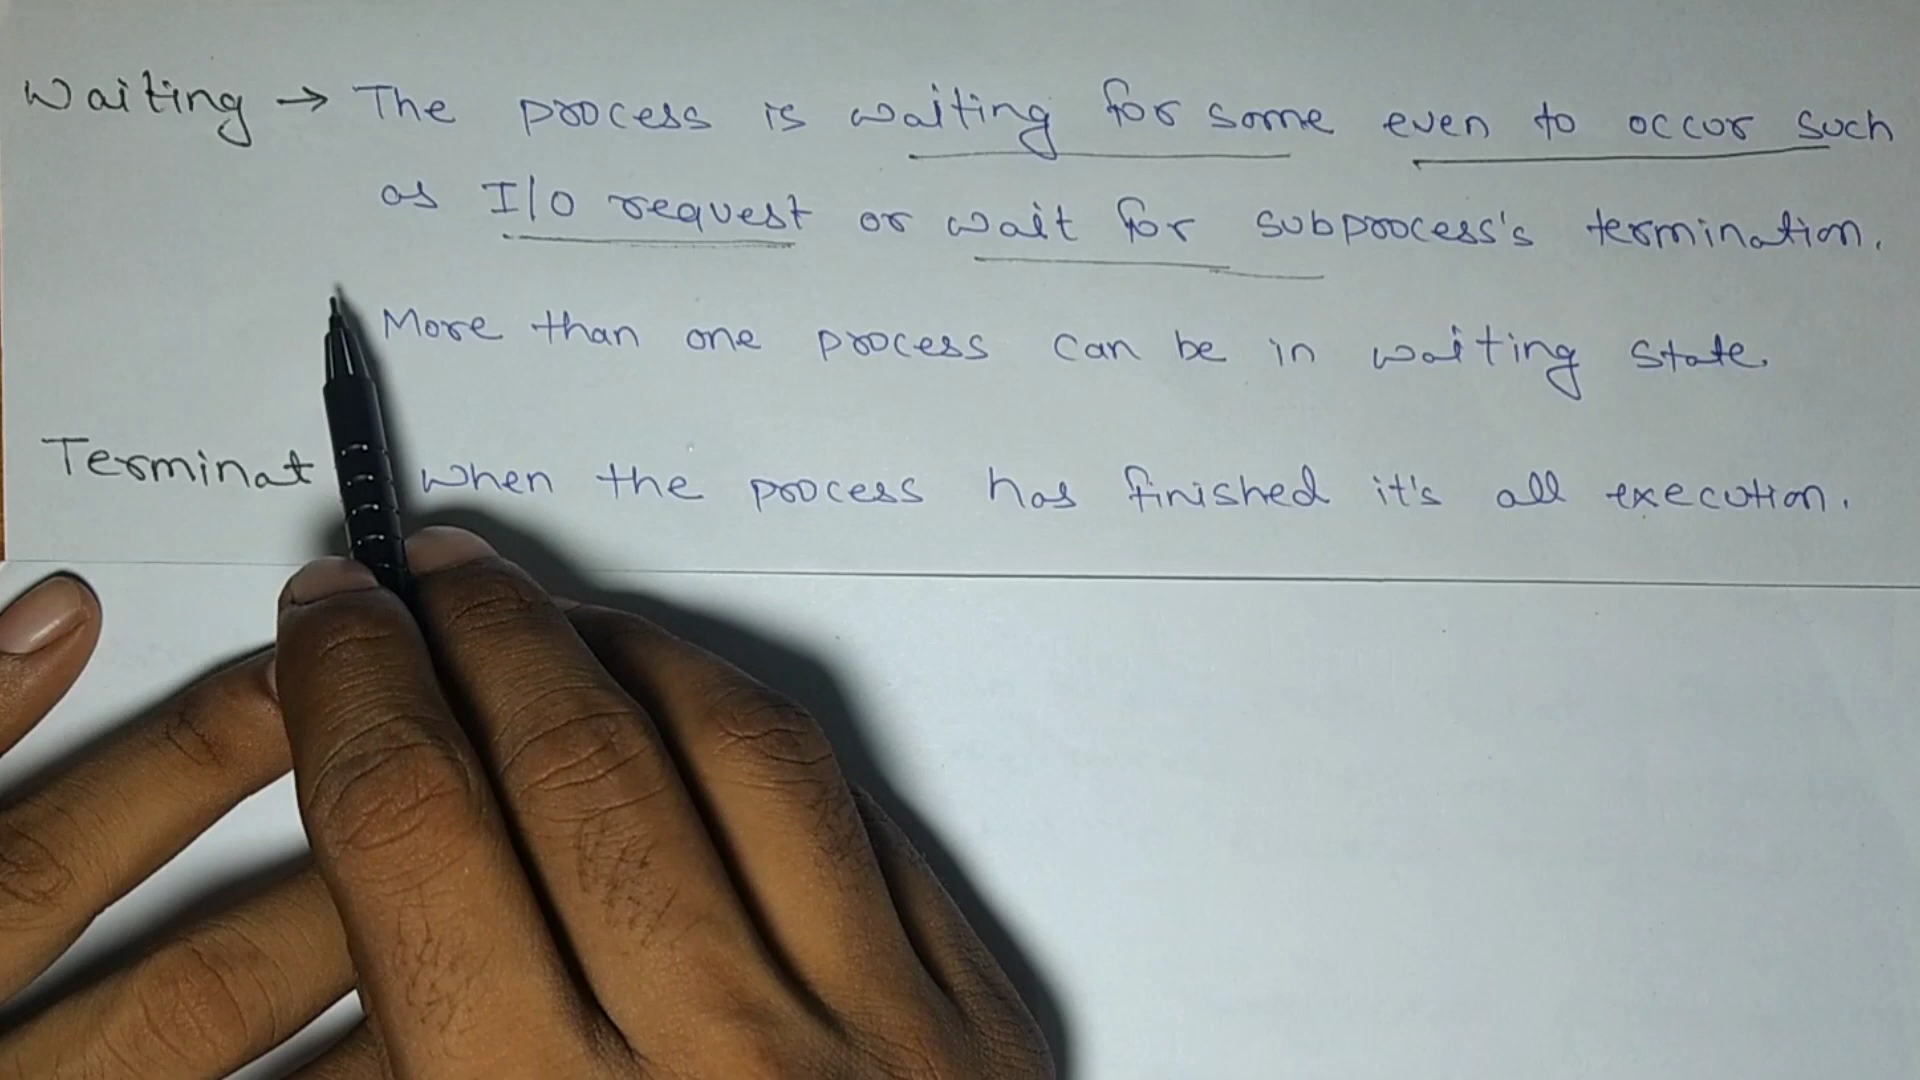 Waiting → The process is waiting for some even to occur such
as I/O request or wait for subprocess's termination.
More than one process can be in waiting state.
Terminat when the process has finished it's all execution.